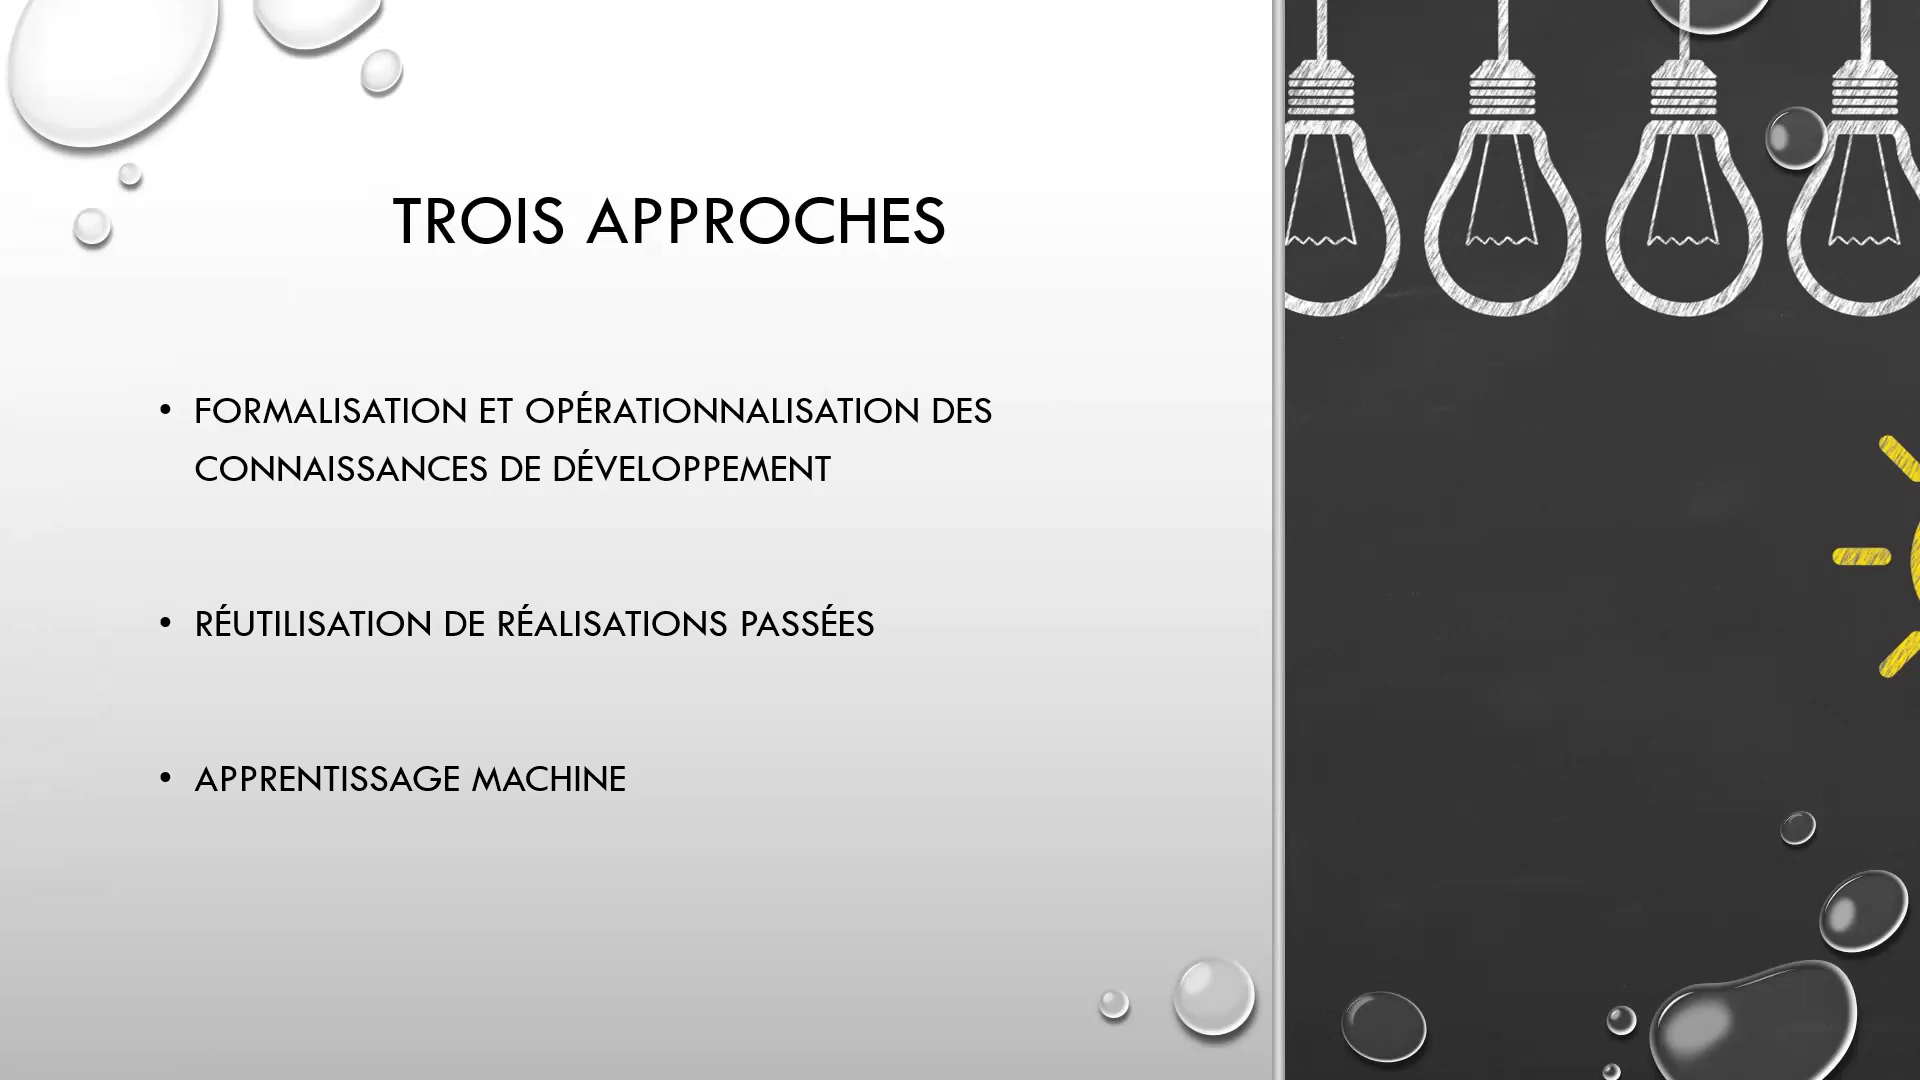 TROIS APPROCHES
• FORMALISATION ET OPÉRATIONNALISATION DES
CONNAISSANCES DE DÉVELOPPEMENT
• RÉUTILISATION DE RÉALISATIONS PASSÉES
• APPRENTISSAGE MACHINE